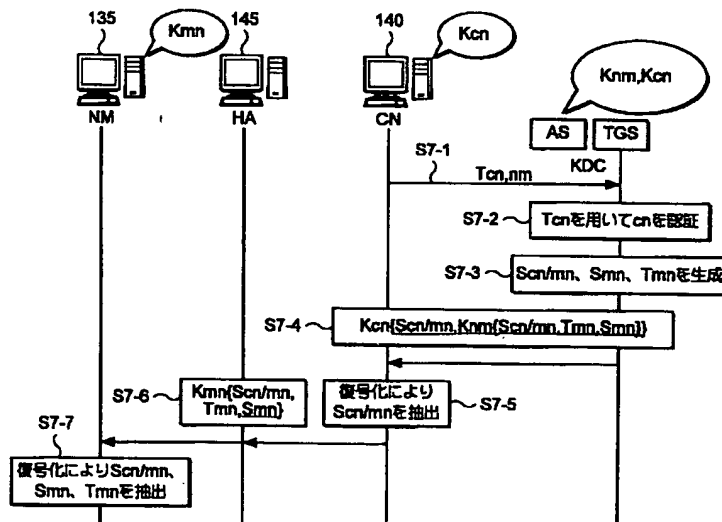 135
Kmn
145
140
Kcn
Knm,Kcn
NM
HA
CN
AS
TGS
KDC
S7-1
Tcn,nm
S7-2
Tcnを用いてcnを認証
S7-3
Scn/mn、Smn、Tmnを生成
S7-4
Kcn{Scn/mn,Knm{Scn/mn,Tmn,Smn}}
S7-6
Kmn{Scn/mn,
Tmn,Smn}
復号化により
Scn/mnを抽出
S7-5
S7-7
復号化によりScn/mn、
Smn、Tmnを抽出